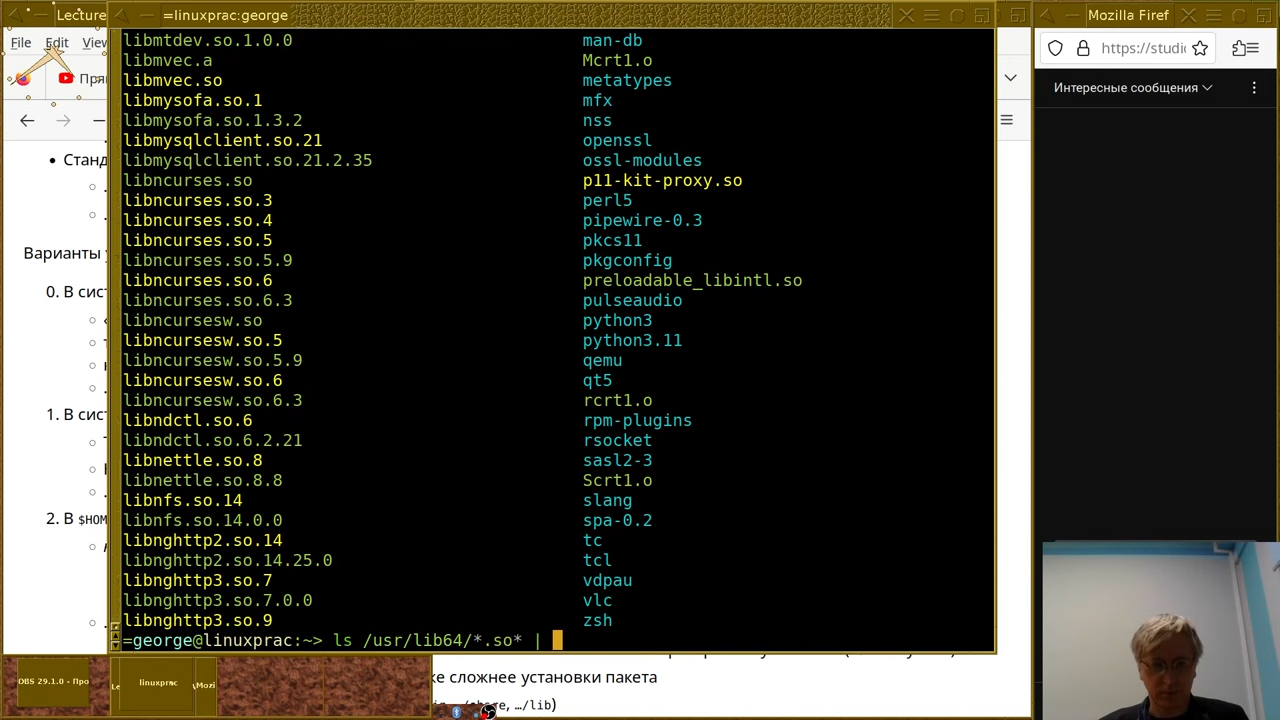 Lecture
=linuxprac:george
Mozilla Firef
File Edit View
Прям
https://studi
Интересные сообщения
libmtdev.so.1.0.0 man-db
libmvec.a Mcrt1.o
libmvec.so metatypes
libmysofa.so.1 mfx
libmysofa.so.1.3.2 nss
libmysqlclient.so.21 openssl
libmysqlclient.so.21.2.35 ossl-modules
libncurses.so p11-kit-proxy.so
libncurses.so.3 perl5
libncurses.so.4 pipewire-0.3
libncurses.so.5 pkcs11
libncurses.so.5.9 pkgconfig
libncurses.so.6 preloadable_libintl.so
libncurses.so.6.3 pulseaudio
libncursesw.so python3
libncursesw.so.5 python3.11
libncursesw.so.5.9 qemu
libncursesw.so.6 qt5
libncursesw.so.6.3 rcrt1.o
libndctl.so.6 rpm-plugins
libndctl.so.6.2.21 rsocket
libnettle.so.8 sasl2-3
libnettle.so.8.8 Scrt1.o
libnfs.so.14 slang
libnfs.so.14.0.0 spa-0.2
libnghttp2.so.14 tc
libnghttp2.so.14.25.0 tcl
libnghttp3.so.7 vdpau
libnghttp3.so.7.0.0 vlc
libnghttp3.so.9 zsh
=george@linuxprac:~> ls /usr/lib64/*.so* |
Станд
Варианты
0. В сист
1. В сист
2. В $HOM
же сложнее установки пакета
…/lib)
OBS 29.1.0 - Про
linuxprac
Mozi